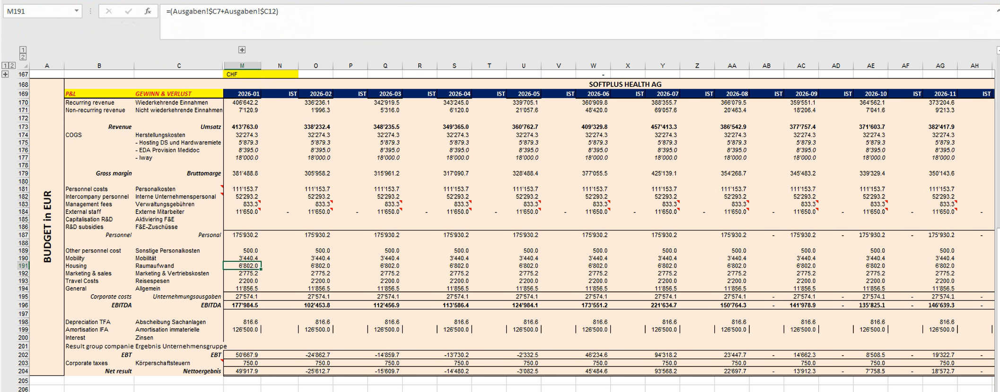 M191 fx =(Ausgaben!$C7+Ausgaben!$C12)
1
2
1 2 A B C M N O P Q R S T U V W X Y Z AA AB AC AD AE AF AG AH
167 CHF -
168 SOFTPLUS HEALTH AG
169 P&L GEWINN & VERLUST 2026-01 IST 2026-02 IST 2026-03 IST 2026-04 IST 2026-05 IST 2026-06 IST 2026-07 IST 2026-08 IST 2026-09 IST 2026-10 IST 2026-11 IST
170 Recurring revenue Wiederkehrende Einnahmen 406'642.2 336'236.1 342'919.5 343'245.0 339'705.1 360'909.8 388'355.7 366'079.5 359'551.1 364'562.1 373'204.6
171 Non-recurring revenue Nicht wiederkehrende Einnahmen 7'120.9 1'996.3 5'316.0 6'120.0 21'057.6 48'420.0 69'057.6 20'463.4 18'206.4 7'041.6 9'213.3
172
173 Revenue Umsatz 413'763.0 338'232.4 348'235.5 349'365.0 360'762.7 409'329.8 457'413.3 386'542.9 377'757.4 371'603.7 382'417.9
174 COGS Herstellungskosten 32'274.3 32'274.3 32'274.3 32'274.3 32'274.3 32'274.3 32'274.3 32'274.3 32'274.3 32'274.3 32'274.3
175 - Hosting DS und Hardwaremiete 5'879.3 5'879.3 5'879.3 5'879.3 5'879.3 5'879.3 5'879.3 5'879.3 5'879.3 5'879.3 5'879.3
176 - EDA Provision Medidoc 8'395.0 8'395.0 8'395.0 8'395.0 8'395.0 8'395.0 8'395.0 8'395.0 8'395.0 8'395.0 8'395.0
177 - Iway 18'000.0 18'000.0 18'000.0 18'000.0 18'000.0 18'000.0 18'000.0 18'000.0 18'000.0 18'000.0 18'000.0
178
179 Gross margin Bruttomarge 381'488.8 305'958.2 315'961.2 317'090.7 328'488.4 377'055.5 425'139.1 354'268.7 345'483.2 339'329.4 350'143.6
180
BUDGET in EUR
181 Personnel costs Personalkosten 111'153.7 111'153.7 111'153.7 111'153.7 111'153.7 111'153.7 111'153.7 111'153.7 111'153.7 111'153.7 111'153.7
182 Intercompany personnel Interne Unternehmenspersonal 52'293.2 52'293.2 52'293.2 52'293.2 52'293.2 52'293.2 52'293.2 52'293.2 52'293.2 52'293.2 52'293.2
183 Management fees Verwaltungsgebühren 833.3 833.3 833.3 833.3 833.3 833.3 833.3 833.3 833.3 833.3 833.3
184 External staff Externe Mitarbeiter 11'650.0 - 11'650.0 - 11'650.0 - 11'650.0 - 11'650.0 - 11'650.0 - 11'650.0 - 11'650.0 - 11'650.0 - 11'650.0 - 11'650.0 -
185 Capitalisation R&D Aktiviering F&E
186 R&D subsidies F&E-Zuschüsse
187 Personnel Personal 175'930.2 175'930.2 175'930.2 175'930.2 175'930.2 175'930.2 175'930.2 175'930.2 - 175'930.2 - 175'930.2 - 175'930.2 -
188
189 Other personnel cost Sonstige Personalkosten 500.0 500.0 500.0 500.0 500.0 500.0 500.0 500.0 500.0 500.0 500.0
190 Mobility Mobilität 3'440.4 3'440.4 3'440.4 3'440.4 3'440.4 3'440.4 3'440.4 3'440.4 3'440.4 3'440.4 3'440.4
191 Housing Raumaufwand 6'802.0 6'802.0 6'802.0 6'802.0 6'802.0 6'802.0 6'802.0 6'802.0 6'802.0 6'802.0 6'802.0
192 Marketing & sales Marketing & Vertriebskosten 2'775.2 2'775.2 2'775.2 2'775.2 2'775.2 2'775.2 2'775.2 2'775.2 2'775.2 2'775.2 2'775.2
193 Travel Costs Reisespesen 2'200.0 2'200.0 2'200.0 2'200.0 2'200.0 2'200.0 2'200.0 2'200.0 2'200.0 2'200.0 2'200.0
194 General Allgemein 11'856.5 11'856.5 11'856.5 11'856.5 11'856.5 11'856.5 11'856.5 11'856.5 11'856.5 11'856.5 11'856.5
195 Corporate costs Unternehmungsausgaben 27'574.1 27'574.1 27'574.1 27'574.1 27'574.1 27'574.1 27'574.1 27'574.1 - 27'574.1 - 27'574.1 - 27'574.1 -
196 EBITDA EBITDA 177'984.5 102'453.8 112'456.9 113'586.4 124'984.1 173'551.2 221'634.7 150'764.3 - 141'978.9 - 135'825.1 - 146'639.3 -
197
198 Depreciation TFA Abscheibung Sachanlagen 816.6 816.6 816.6 816.6 816.6 816.6 816.6 816.6 816.6 816.6 816.6
199 Amortisation IFA Amortisation immaterielle 126'500.0 126'500.0 126'500.0 126'500.0 126'500.0 126'500.0 126'500.0 126'500.0 126'500.0 126'500.0 126'500.0
200 Interest Zinsen
201 Result group companie Ergebnis Unternehmensgruppe
202 EBT EBT 50'667.9 -24'862.7 -14'859.7 -13'730.2 -2'332.5 46'234.6 94'318.2 23'447.7 - 14'662.3 - 8'508.5 - 19'322.7 -
203 Corporate taxes Körperschaftsteuern 750.0 750.0 750.0 750.0 750.0 750.0 750.0 750.0 750.0 750.0 750.0
204 Net result Nettoergebnis 49'917.9 -25'612.7 -15'609.7 -14'480.2 -3'082.5 45'484.6 93'568.2 22'697.7 - 13'912.3 - 7'758.5 - 18'572.7 -
205
206